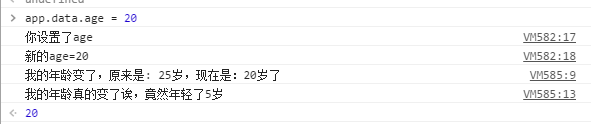 undefined
> app.data.age = 20
你设置了age VM582:17
新的age=20 VM582:18
我的年龄变了，原来是: 25岁，现在是：20岁了 VM585:9
我的年龄真的变了诶，竟然年轻了5岁 VM585:13
20